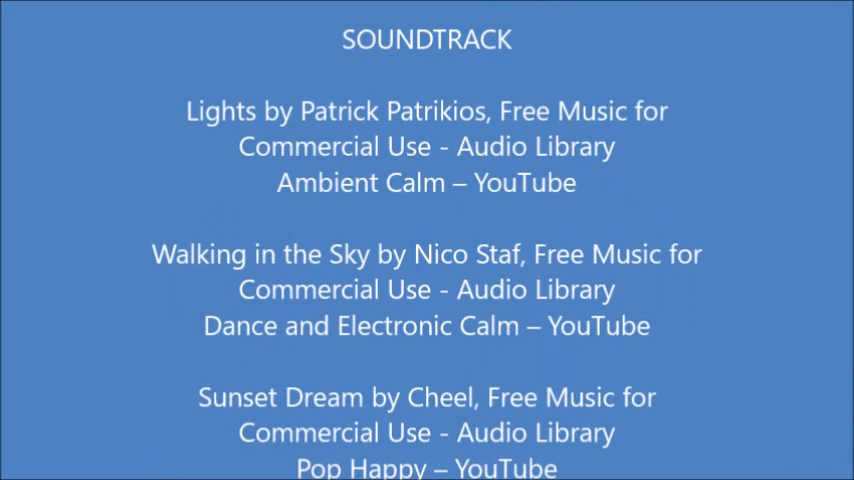 SOUNDTRACK
Lights by Patrick Patrikios, Free Music for
Commercial Use - Audio Library
Ambient Calm – YouTube
Walking in the Sky by Nico Staf, Free Music for
Commercial Use - Audio Library
Dance and Electronic Calm – YouTube
Sunset Dream by Cheel, Free Music for
Commercial Use - Audio Library
Pop Happy – YouTube